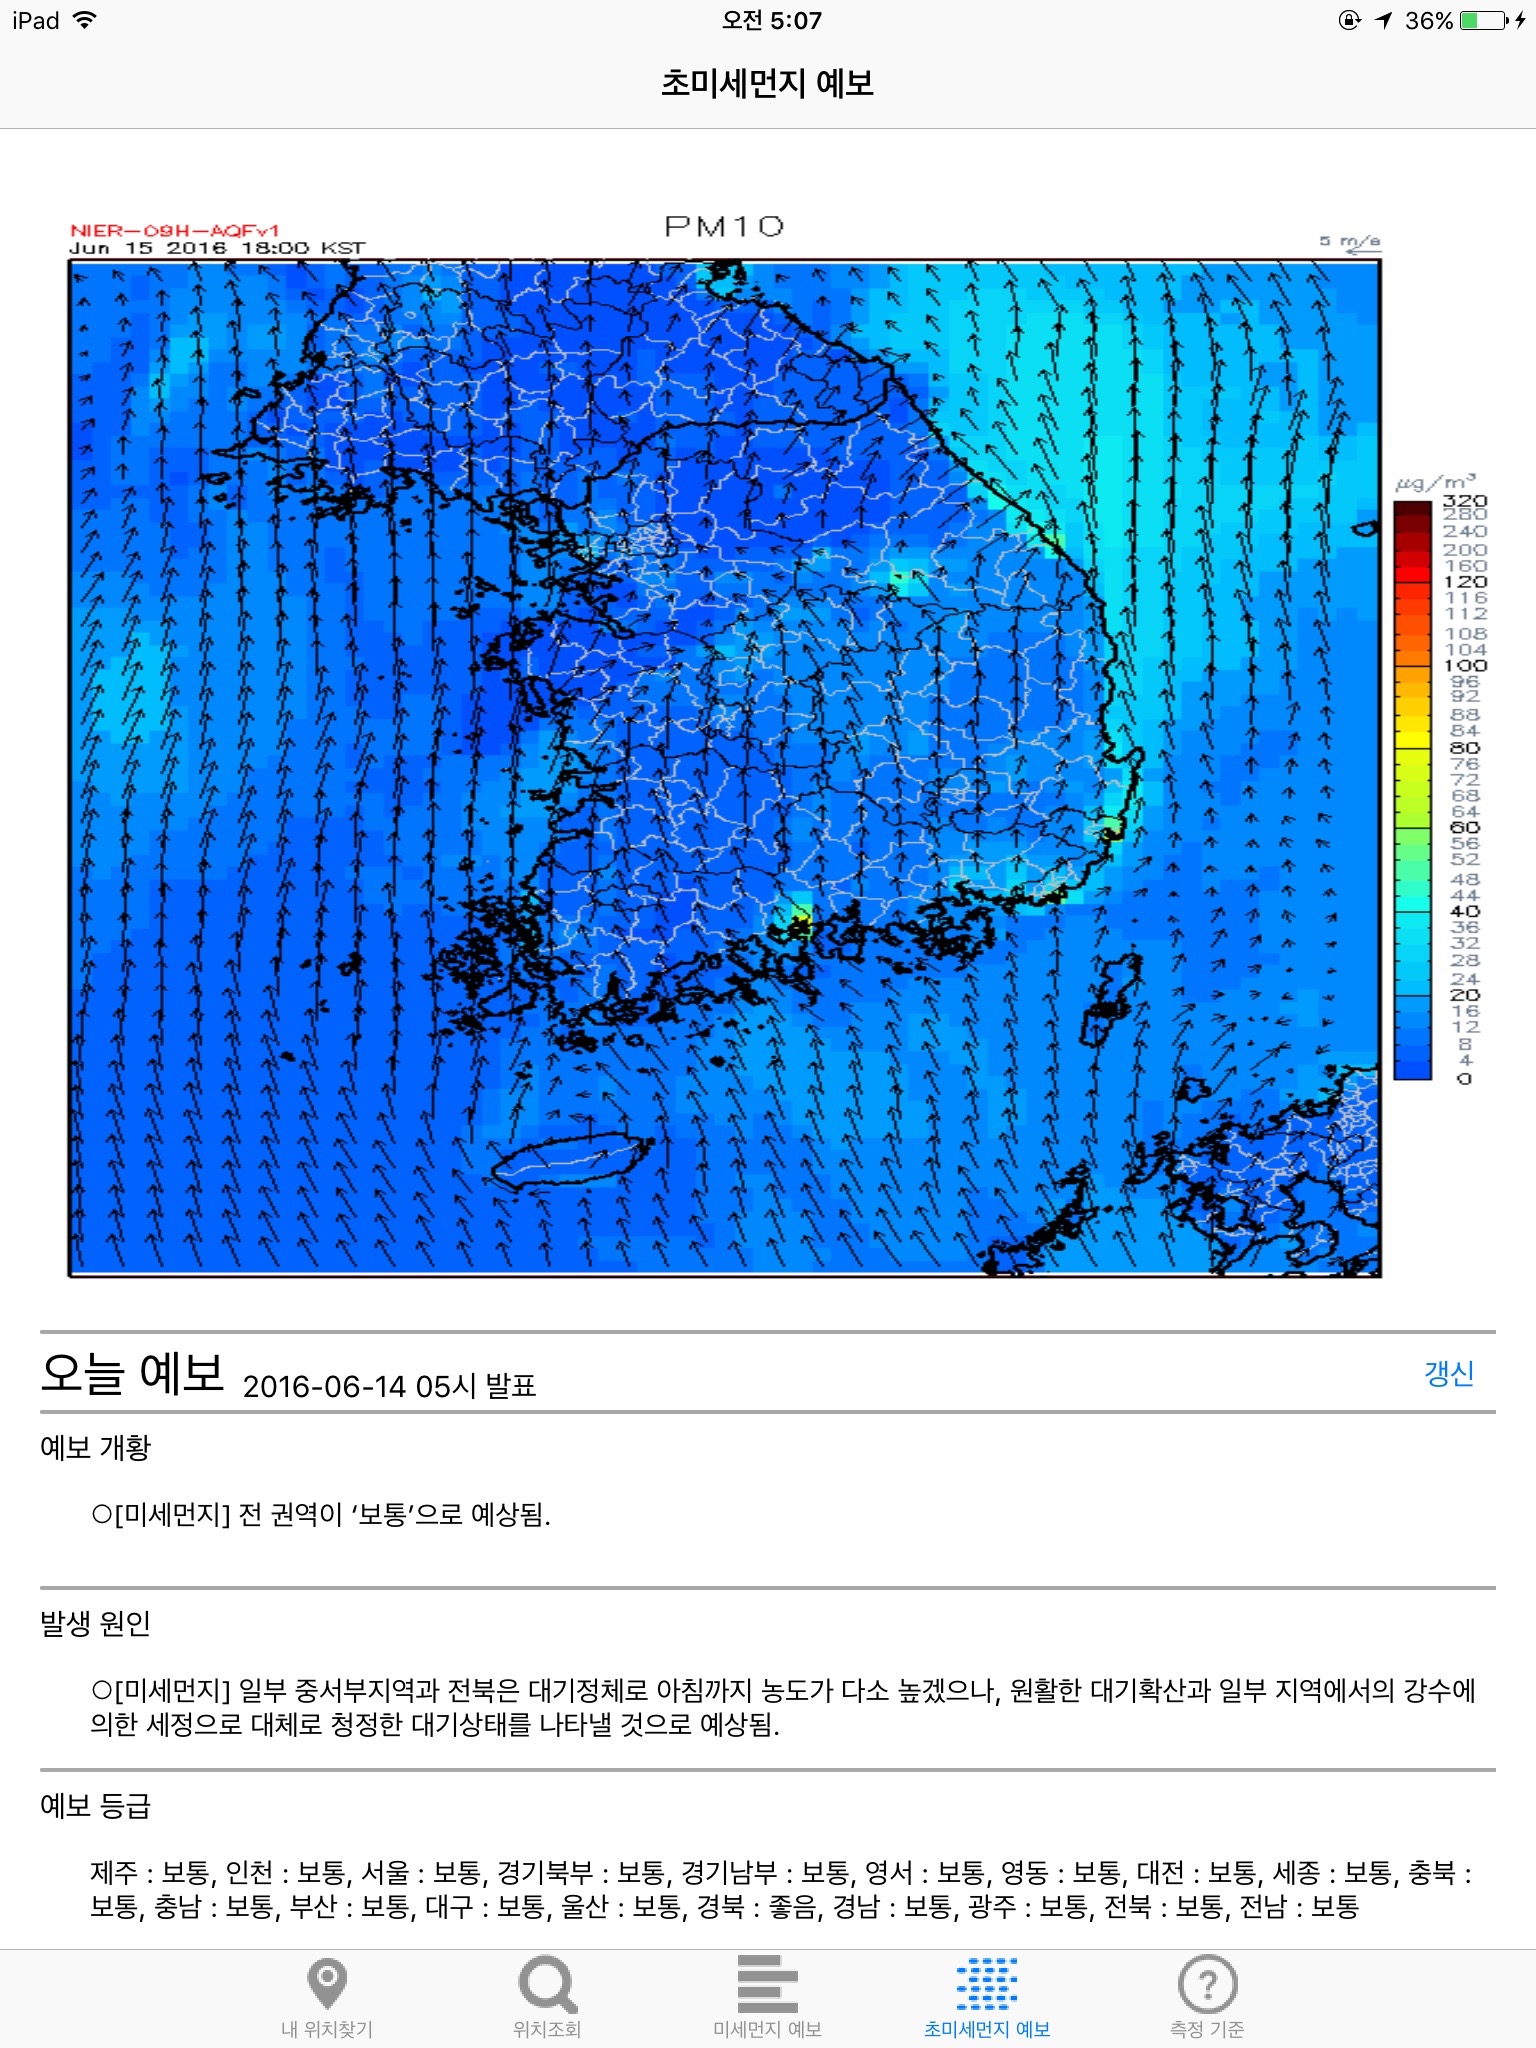 iPad 오전 5:07 36%
초미세먼지 예보
NIER-09H-AQFv1
PM10
Jun 15 2016 18:00 KST
5 m/s
μg/m³
320
280
240
200
160
120
116
112
108
104
100
96
92
88
84
80
76
72
68
64
60
56
52
48
44
40
36
32
28
24
20
16
12
8
4
0
오늘 예보 2016-06-14 05시 발표 갱신
예보 개황
○[미세먼지] 전 권역이 ‘보통’으로 예상됨.
발생 원인
○[미세먼지] 일부 중서부지역과 전북은 대기정체로 아침까지 농도가 다소 높겠으나, 원활한 대기확산과 일부 지역에서의 강수에
의한 세정으로 대체로 청정한 대기상태를 나타낼 것으로 예상됨.
예보 등급
제주 : 보통, 인천 : 보통, 서울 : 보통, 경기북부 : 보통, 경기남부 : 보통, 영서 : 보통, 영동 : 보통, 대전 : 보통, 세종 : 보통, 충북 :
보통, 충남 : 보통, 부산 : 보통, 대구 : 보통, 울산 : 보통, 경북 : 좋음, 경남 : 보통, 광주 : 보통, 전북 : 보통, 전남 : 보통
내 위치찾기 위치조회 미세먼지 예보 초미세먼지 예보 측정 기준